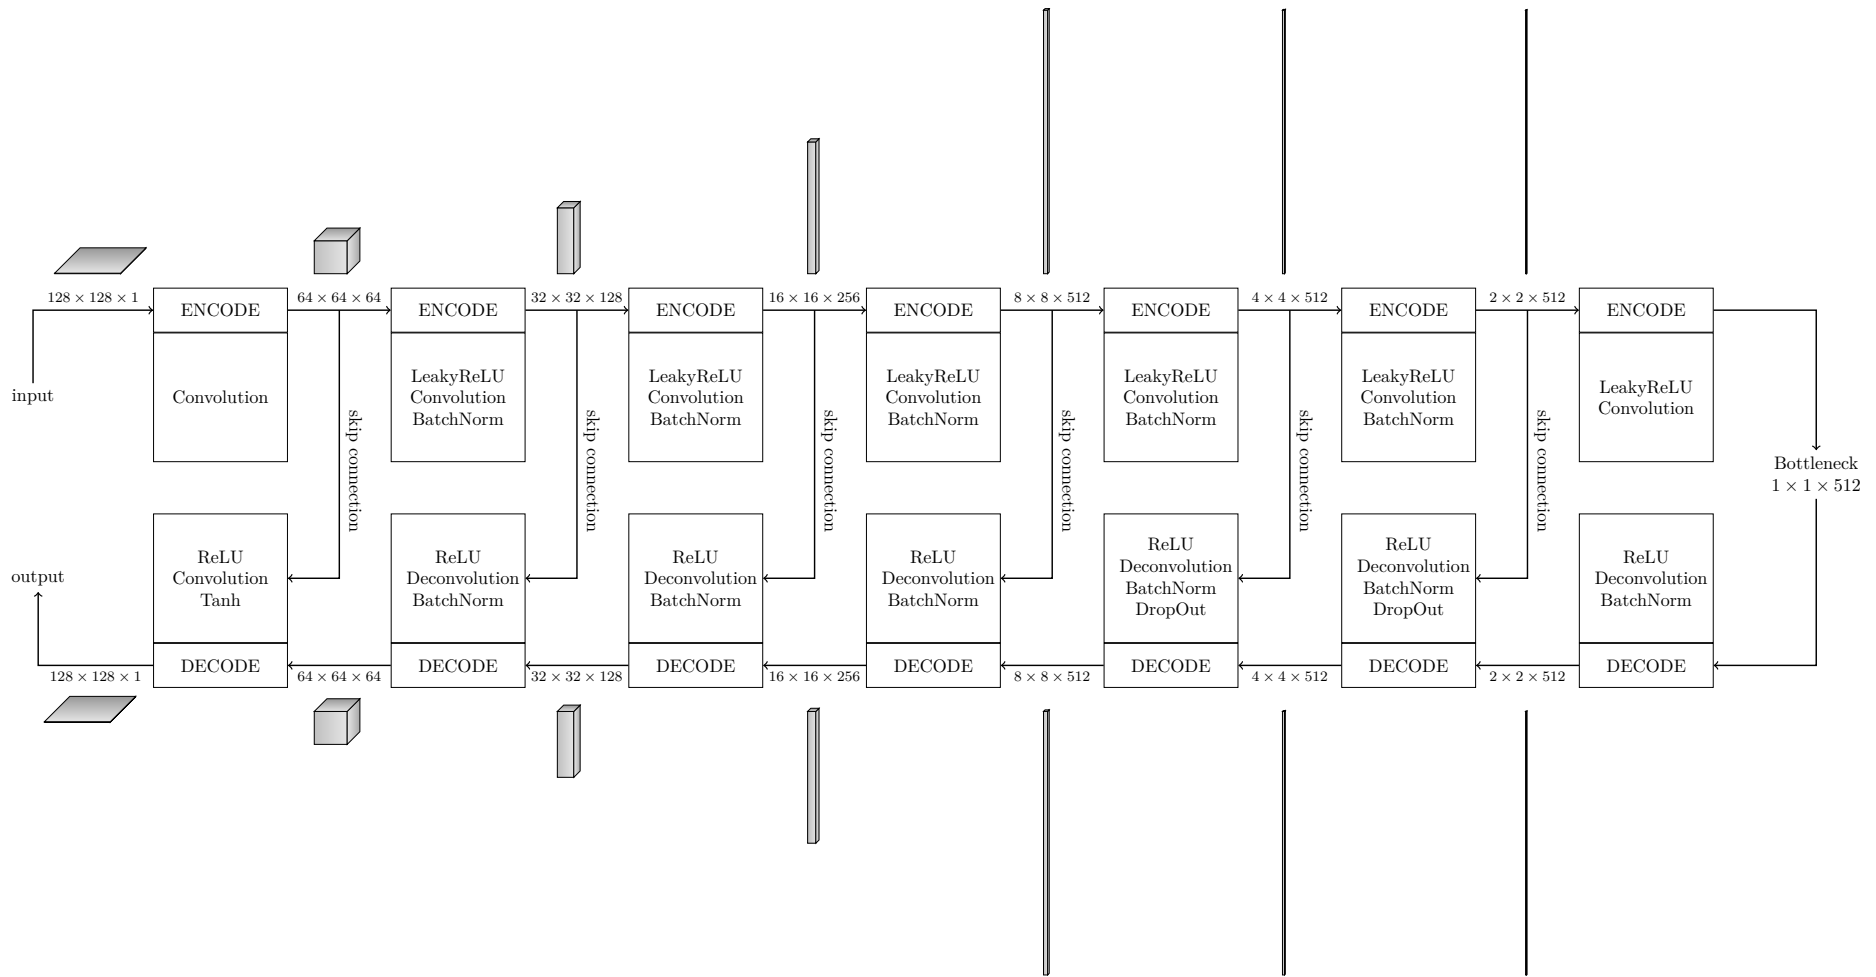 128 × 128 × 1
64 × 64 × 64
32 × 32 × 128
16 × 16 × 256
8 × 8 × 512
4 × 4 × 512
2 × 2 × 512
ENCODE
ENCODE
ENCODE
ENCODE
ENCODE
ENCODE
ENCODE
input
Convolution
LeakyReLU
Convolution
BatchNorm
LeakyReLU
Convolution
BatchNorm
LeakyReLU
Convolution
BatchNorm
LeakyReLU
Convolution
BatchNorm
LeakyReLU
Convolution
BatchNorm
LeakyReLU
Convolution
skip connection
skip connection
skip connection
skip connection
skip connection
skip connection
Bottleneck
1 × 1 × 512
output
ReLU
Convolution
Tanh
ReLU
Deconvolution
BatchNorm
ReLU
Deconvolution
BatchNorm
ReLU
Deconvolution
BatchNorm
ReLU
Deconvolution
BatchNorm
DropOut
ReLU
Deconvolution
BatchNorm
DropOut
ReLU
Deconvolution
BatchNorm
DECODE
DECODE
DECODE
DECODE
DECODE
DECODE
DECODE
128 × 128 × 1
64 × 64 × 64
32 × 32 × 128
16 × 16 × 256
8 × 8 × 512
4 × 4 × 512
2 × 2 × 512